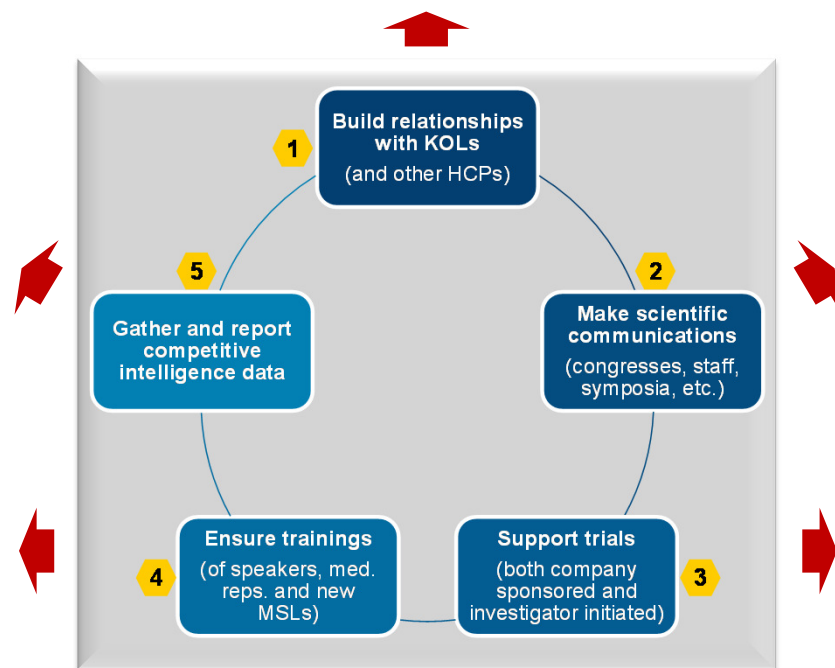 1
Build relationships
with KOLs
(and other HCPs)
2
Make scientific
communications
(congresses, staff,
symposia, etc.)
3
Support trials
(both company
sponsored and
investigator initiated)
4
Ensure trainings
(of speakers, med.
reps. and new
MSLs)
5
Gather and report
competitive
intelligence data